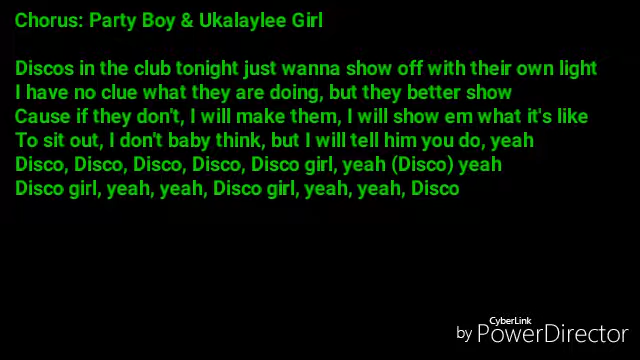 Chorus: Party Boy & Ukalaylee Girl
Discos in the club tonight just wanna show off with their own light
I have no clue what they are doing, but they better show
Cause if they don't, I will make them, I will show em what it's like
To sit out, I don't baby think, but I will tell him you do, yeah
Disco, Disco, Disco, Disco, Disco girl, yeah (Disco) yeah
Disco girl, yeah, yeah, Disco girl, yeah, yeah, Disco
CyberLink
by PowerDirector